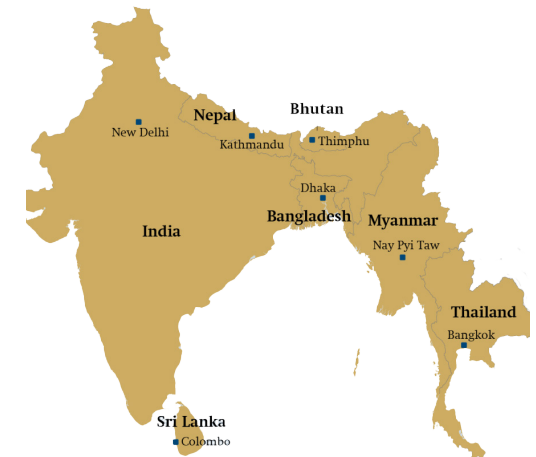 Nepal
Bhutan
New Delhi
Kathmandu
Thimphu
Dhaka
Bangladesh
Myanmar
India
Nay Pyi Taw
Thailand
Bangkok
Sri Lanka
Colombo